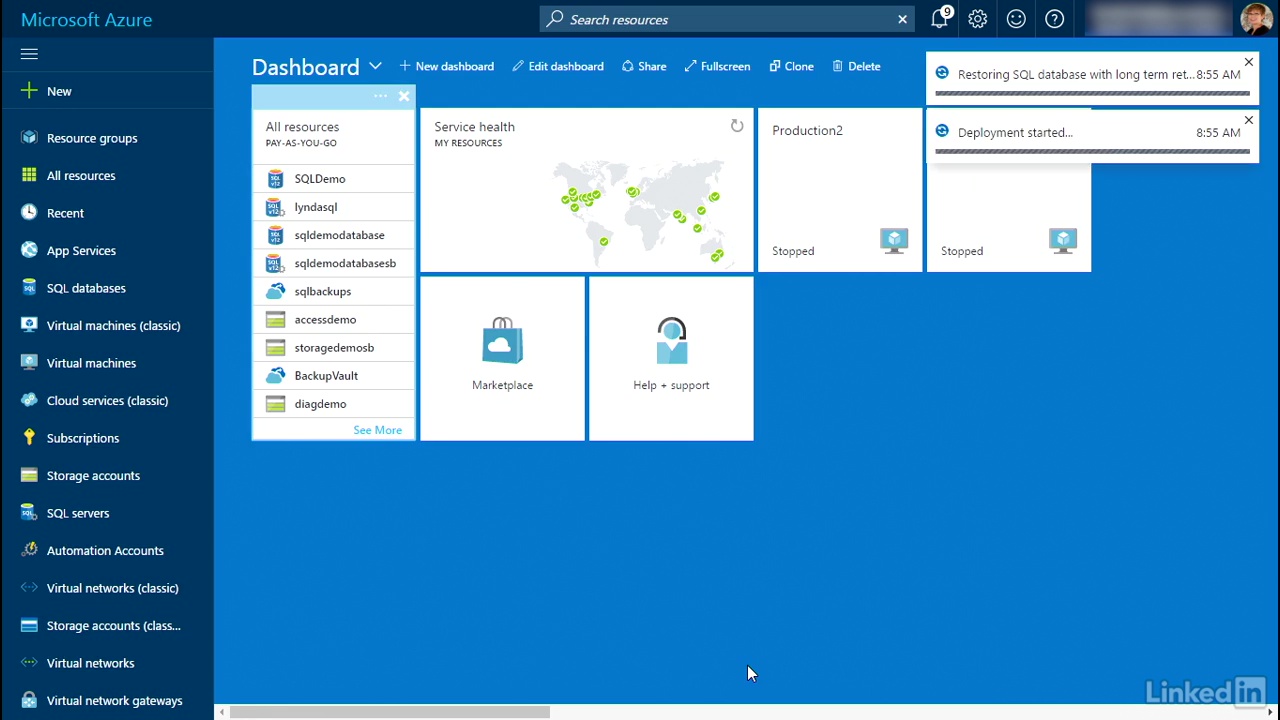 Microsoft Azure
Search resources
9
New
Resource groups
All resources
Recent
App Services
SQL databases
Virtual machines (classic)
Virtual machines
Cloud services (classic)
Subscriptions
Storage accounts
SQL servers
Automation Accounts
Virtual networks (classic)
Storage accounts (class...
Virtual networks
Virtual network gateways
Dashboard
New dashboard
Edit dashboard
Share
Fullscreen
Clone
Delete
Restoring SQL database with long term ret... 8:55 AM
Deployment started... 8:55 AM
All resources
PAY-AS-YOU-GO
SQLDemo
lyndasql
sqldemodatabase
sqldemodatabasesb
sqlbackups
accessdemo
storagedemosb
BackupVault
diagdemo
See More
Service health
MY RESOURCES
Production2
Stopped
Stopped
Marketplace
Help + support
Linked in